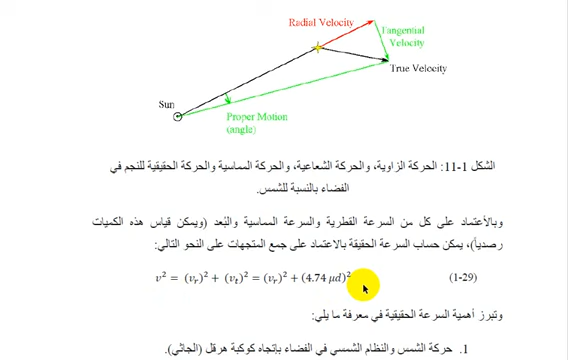 Radial Velocity
Tangential
Velocity
True Velocity
Sun
Proper Motion
(angle)
الشكل 1-11: الحركة الزاوية، والحركة الشعاعية، والحركة المماسية والحركة الحقيقية للنجم في
الفضاء بالنسبة للشمس.
وبالأعتماد على كل من السرعة القطرية والسرعة المماسية والبُعد (ويمكن قياس هذه الكميات
رصدياً)، يمكن حساب السرعة الحقيقة بالاعتماد على جمع المتجهات على النحو التالي:
v² = (vᵣ)² + (vₜ)² = (vᵣ)² + (4.74 μd)² (1-29)
وتبرز أهمية السرعة الحقيقية في معرفة ما يلي:
1. حركة الشمس والنظام الشمسي في الفضاء بإتجاه كوكبة هرقل (الجاثي).